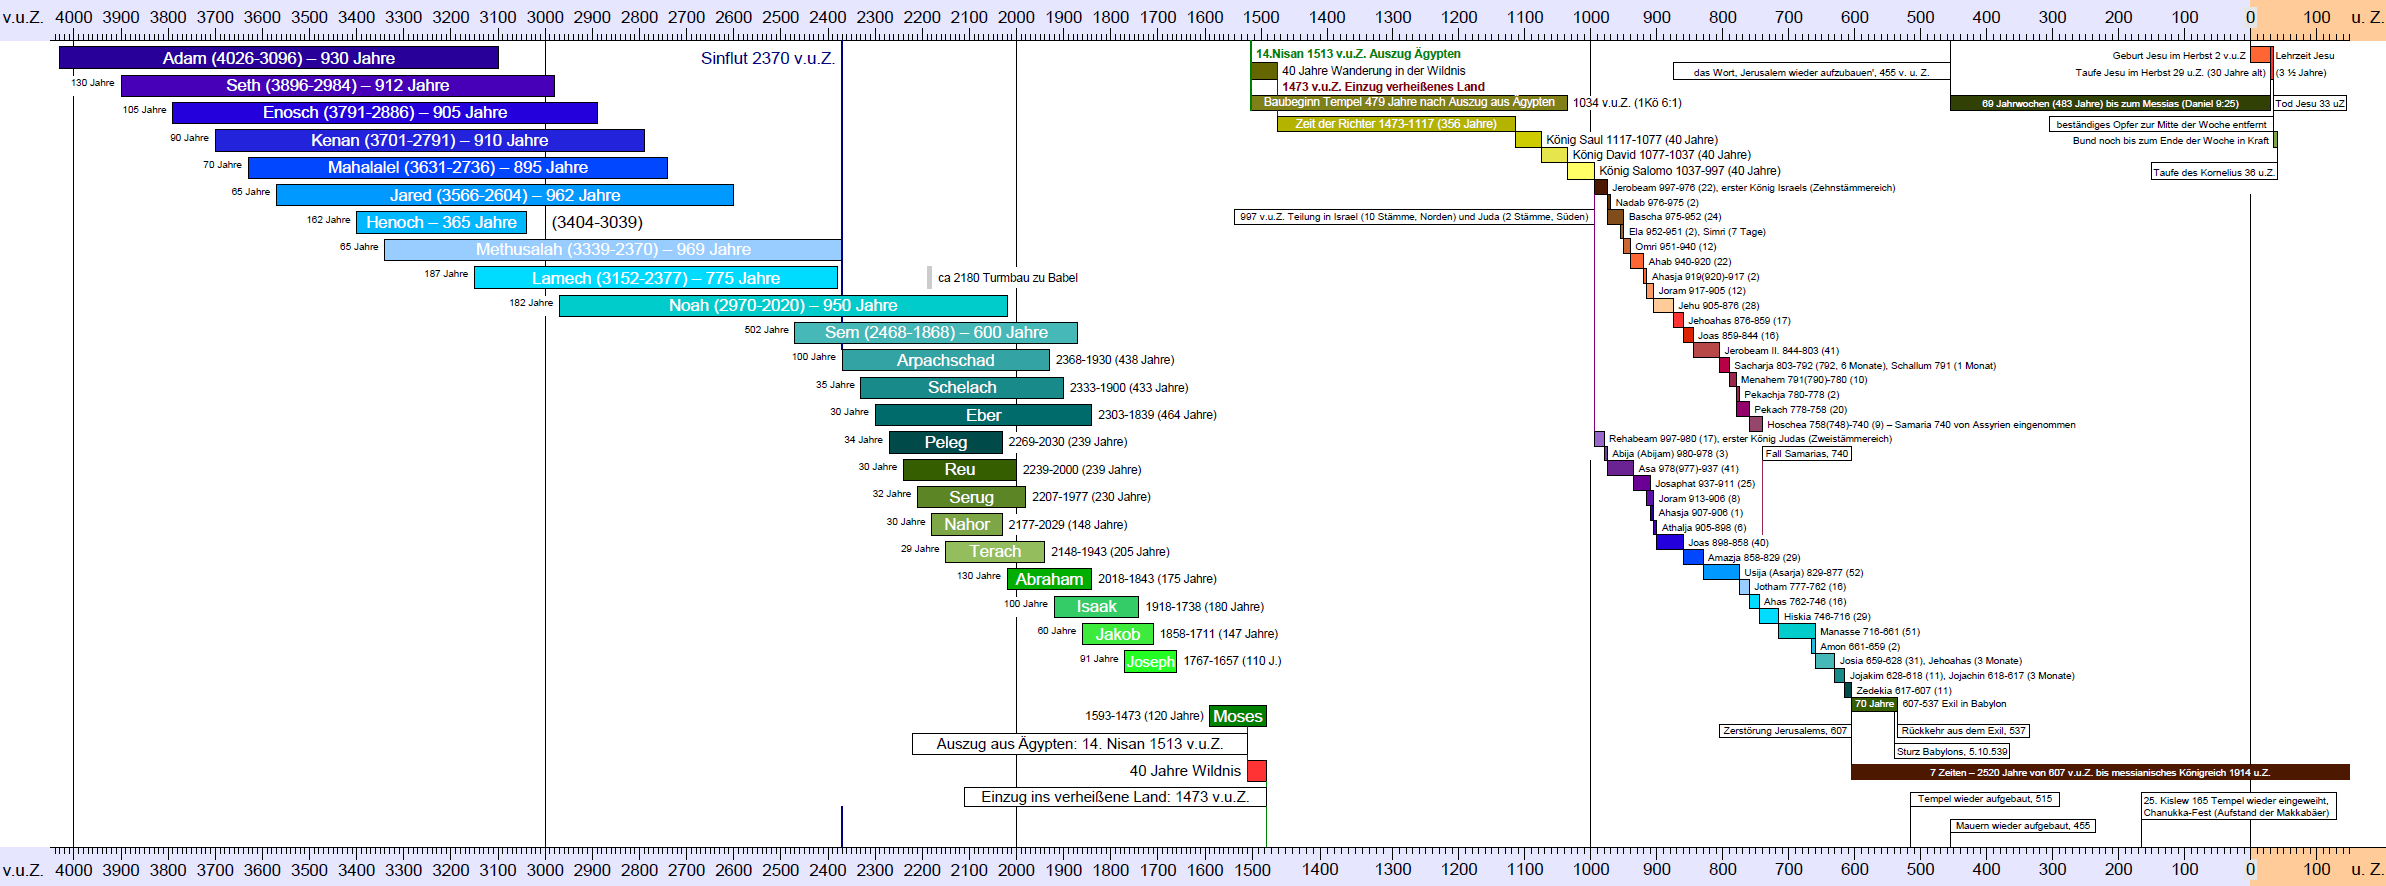 v.u.Z. 4000 3900 3800 3700 3600 3500 3400 3300 3200 3100 3000 2900 2800 2700 2600 2500 2400 2300 2200 2100 2000 1900 1800 1700 1600 1500 1400 1300 1200 1100 1000 900 800 700 600 500 400 300 200 100 0 100 u. Z.
Adam (4026-3096) – 930 Jahre
130 Jahre Seth (3896-2984) – 912 Jahre
105 Jahre Enosch (3791-2886) – 905 Jahre
90 Jahre Kenan (3701-2791) – 910 Jahre
70 Jahre Mahalalel (3631-2736) – 895 Jahre
65 Jahre Jared (3566-2604) – 962 Jahre
162 Jahre Henoch – 365 Jahre (3404-3039)
65 Jahre Methusalah (3339-2370) – 969 Jahre
187 Jahre Lamech (3152-2377) – 775 Jahre
182 Jahre Noah (2970-2020) – 950 Jahre
502 Jahre Sem (2468-1868) – 600 Jahre
100 Jahre Arpachschad 2368-1930 (438 Jahre)
35 Jahre Schelach 2333-1900 (433 Jahre)
30 Jahre Eber 2303-1839 (464 Jahre)
34 Jahre Peleg 2269-2030 (239 Jahre)
30 Jahre Reu 2239-2000 (239 Jahre)
32 Jahre Serug 2207-1977 (230 Jahre)
30 Jahre Nahor 2177-2029 (148 Jahre)
29 Jahre Terach 2148-1943 (205 Jahre)
130 Jahre Abraham 2018-1843 (175 Jahre)
100 Jahre Isaak 1918-1738 (180 Jahre)
60 Jahre Jakob 1858-1711 (147 Jahre)
91 Jahre Joseph 1767-1657 (110 J.)
Sinflut 2370 v.u.Z.
ca 2180 Turmbau zu Babel
1593-1473 (120 Jahre) Moses
Auszug aus Ägypten: 14. Nisan 1513 v.u.Z.
40 Jahre Wildnis
Einzug ins verheißene Land: 1473 v.u.Z.
14.Nisan 1513 v.u.Z. Auszug Ägypten
40 Jahre Wanderung in der Wildnis
1473 v.u.Z. Einzug verheißenes Land
Baubeginn Tempel 479 Jahre nach Auszug aus Ägypten 1034 v.u.Z. (1Kö 6:1)
Zeit der Richter 1473-1117 (356 Jahre)
König Saul 1117-1077 (40 Jahre)
König David 1077-1037 (40 Jahre)
König Salomo 1037-997 (40 Jahre)
Jerobeam 997-976 (22), erster König Israels (Zehnstämmereich)
Nadab 976-975 (2)
997 v.u.Z. Teilung in Israel (10 Stämme, Norden) und Juda (2 Stämme, Süden)
Bascha 975-952 (24)
Ela 952-951 (2), Simri (7 Tage)
Omri 951-940 (12)
Ahab 940-920 (22)
Ahasja 919(920)-917 (2)
Joram 917-905 (12)
Jehu 905-876 (28)
Jehoahas 876-859 (17)
Joas 859-844 (16)
Jerobeam II. 844-803 (41)
Sacharja 803-792 (792, 6 Monate), Schallum 791 (1 Monat)
Menahem 791(790)-780 (10)
Pekachja 780-778 (2)
Pekach 778-758 (20)
Hoschea 758(748)-740 (9) – Samaria 740 von Assyrien eingenommen
Rehabeam 997-980 (17), erster König Judas (Zweistämmereich)
Abija (Abijam) 980-978 (3)
Fall Samarias, 740
Asa 978(977)-937 (41)
Josaphat 937-911 (25)
Joram 913-906 (8)
Ahasja 907-906 (1)
Athalja 905-898 (6)
Joas 898-858 (40)
Amazja 858-829 (29)
Usija (Asarja) 829-877 (52)
Jotham 777-762 (16)
Ahas 762-746 (16)
Hiskia 746-716 (29)
Manasse 716-661 (51)
Amon 661-659 (2)
Josia 659-628 (31), Jehoahas (3 Monate)
Jojakim 628-618 (11), Jojachin 618-617 (3 Monate)
Zedekia 617-607 (11)
70 Jahre 607-537 Exil in Babylon
Zerstörung Jerusalems, 607
Rückkehr aus dem Exil, 537
Sturz Babylons, 5.10.539
7 Zeiten – 2520 Jahre von 607 v.u.Z. bis messianisches Königreich 1914 u.Z.
Tempel wieder aufgebaut, 515
Mauern wieder aufgebaut, 455
25. Kislew 165 Tempel wieder eingeweiht,
Chanukka-Fest (Aufstand der Makkabäer)
Geburt Jesu im Herbst 2 v.u.Z Lehrzeit Jesu
das Wort, Jerusalem wieder aufzubauen', 455 v. u. Z.
Taufe Jesu im Herbst 29 u.Z. (30 Jahre alt) (3 ½ Jahre)
69 Jahrwochen (483 Jahre) bis zum Messias (Daniel 9:25)
Tod Jesu 33 uZ
beständiges Opfer zur Mitte der Woche entfernt
Bund noch bis zum Ende der Woche in Kraft
Taufe des Kornelius 36 u.Z.
v.u.Z. 4000 3900 3800 3700 3600 3500 3400 3300 3200 3100 3000 2900 2800 2700 2600 2500 2400 2300 2200 2100 2000 1900 1800 1700 1600 1500 1400 1300 1200 1100 1000 900 800 700 600 500 400 300 200 100 0 100 u. Z.